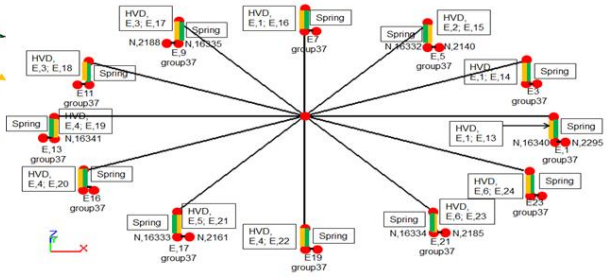 HVD,
E,3; E,17
Spring
N,2188
N,16335
E,9
group37
HVD,
E,1; E,16
Spring
E7
group37
HVD,
E,2; E,15
Spring
N,16332
N,2140
E,5
group37
HVD,
E,3; E,18
Spring
E11
group37
HVD,
E,1; E,14
Spring
E3
group37
Spring
HVD,
E,4; E,19
N,16341
E,13
group37
HVD,
E,1; E,13
Spring
N,16340
N,2295
E,1
group37
HVD,
E,4; E,20
Spring
E16
group37
HVD,
E,6; E,24
Spring
E23
group37
HVD,
E,5; E,21
Spring
N,16333
N,2161
E,17
group37
HVD,
E,4; E,22
Spring
E19
group37
Spring
HVD,
E,6; E,23
N,16334
N,2185
E,21
group37
Z
X